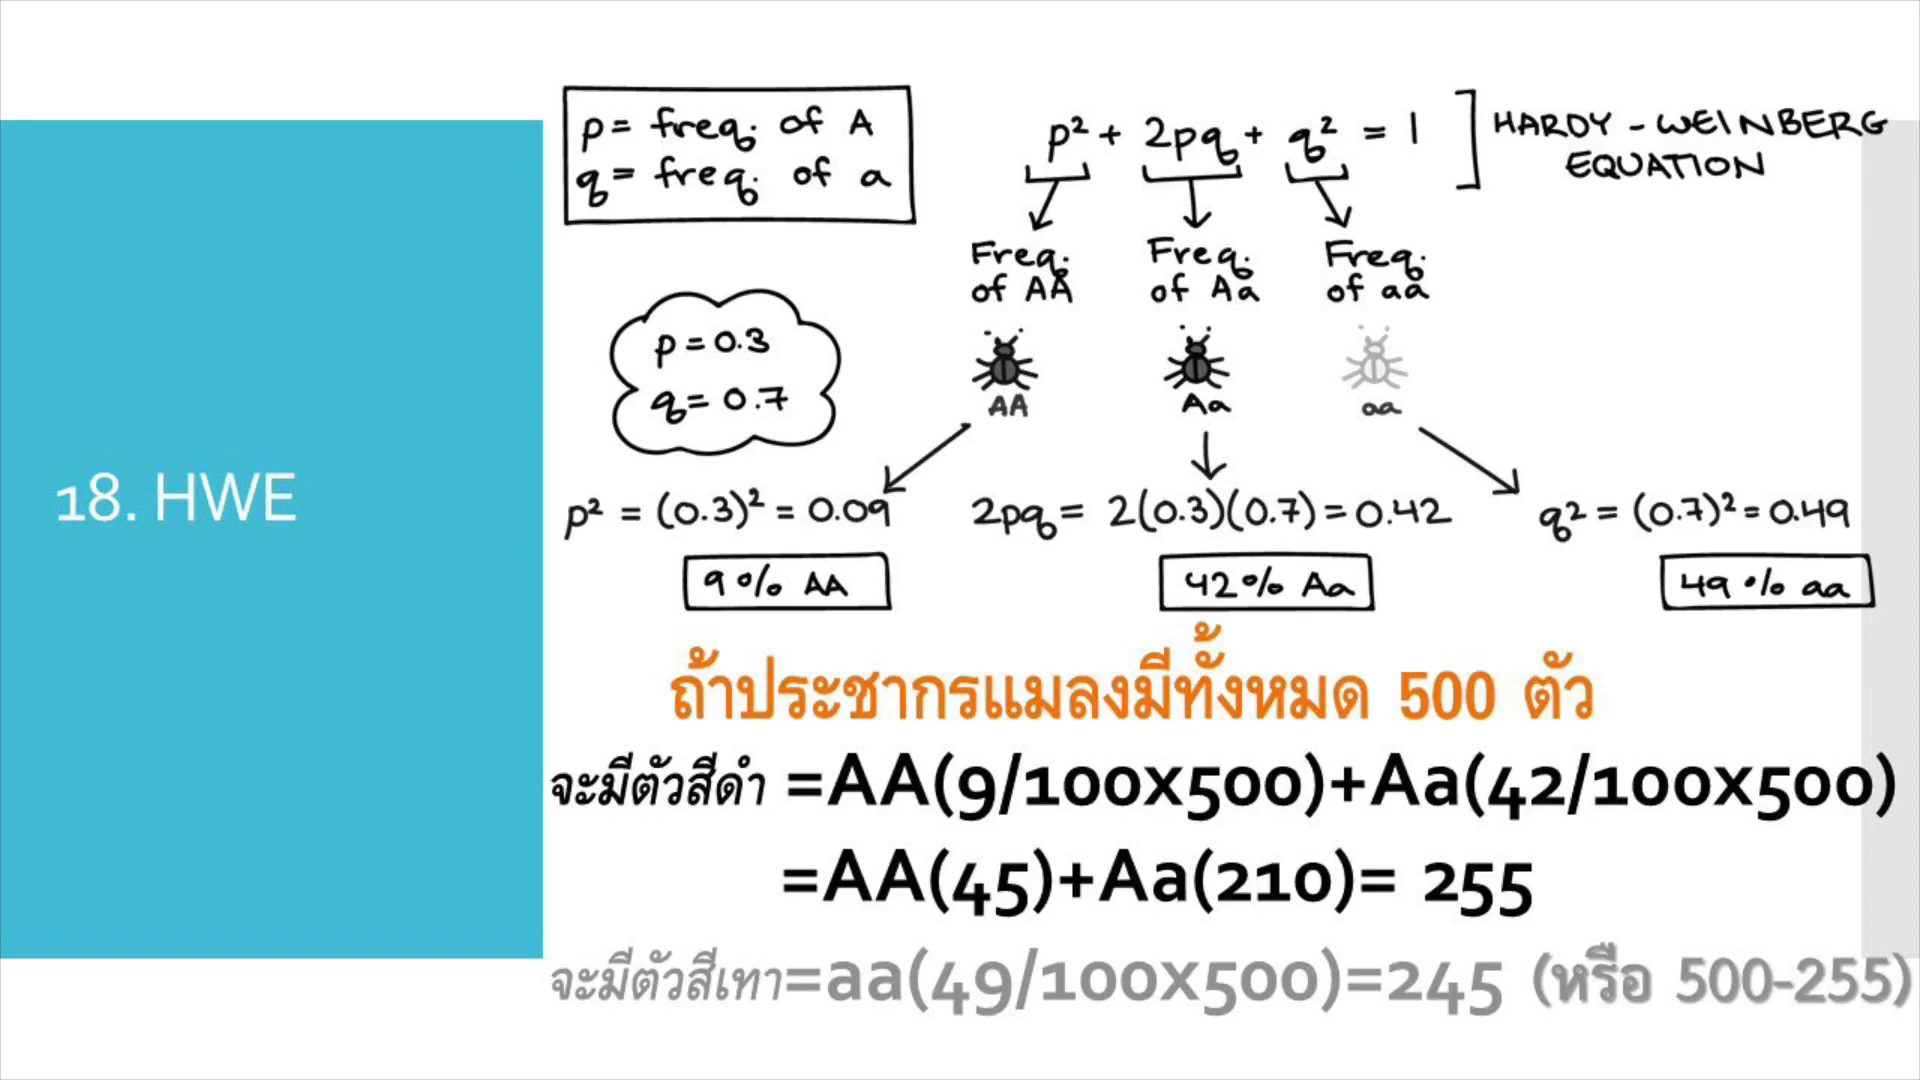 18. HWE
p = freq. of A
q = freq. of a
p² + 2pq + q² = 1
HARDY - WEINBERG
EQUATION
Freq.
of AA
Freq.
of Aa
Freq.
of aa
p = 0.3
q = 0.7
AA
Aa
aa
p² = (0.3)² = 0.09
2pq = 2(0.3)(0.7) = 0.42
q² = (0.7)² = 0.49
9% AA
42% Aa
49% aa
ถ้าประชากรแมลงมีทั้งหมด 500 ตัว
จะมีตัวสีดำ =AA(9/100x500)+Aa(42/100x500)
=AA(45)+Aa(210)= 255
จะมีตัวสีเทา=aa(49/100x500)=245 (หรือ 500-255)